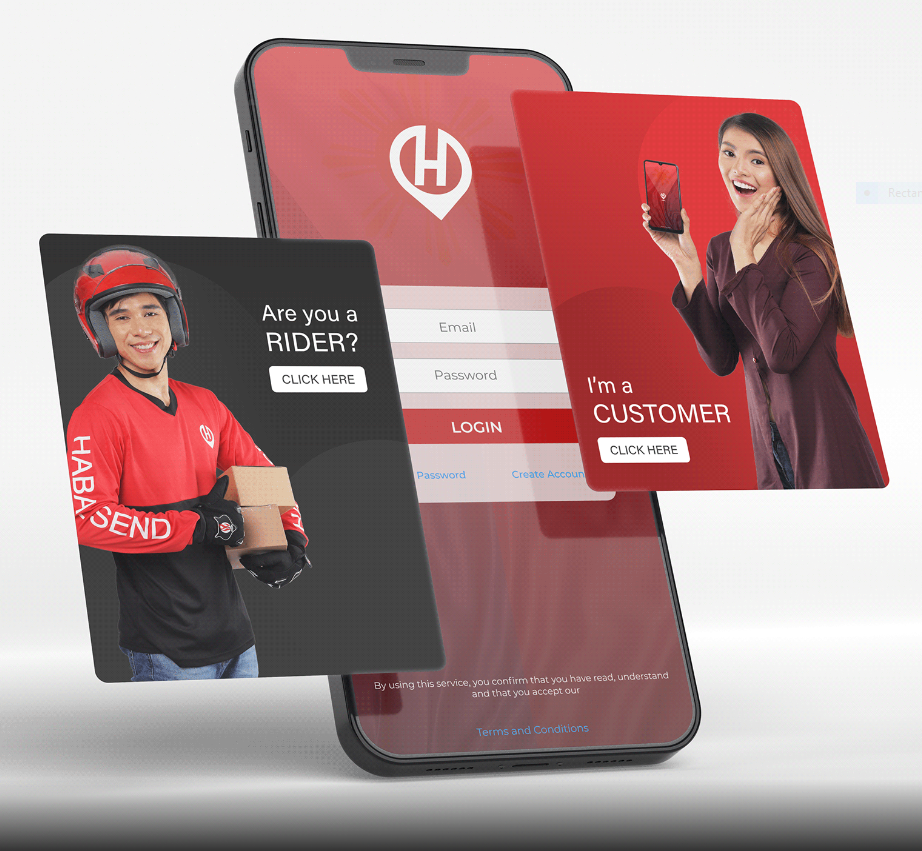 H
Email
Password
LOGIN
Password
Create Accoun
By using this service, you confirm that you have read, understand
and that you accept our
Terms and Conditions
Are you a
RIDER?
CLICK HERE
H
HABA
SEND
I'm a
CUSTOMER
CLICK HERE
Rectan